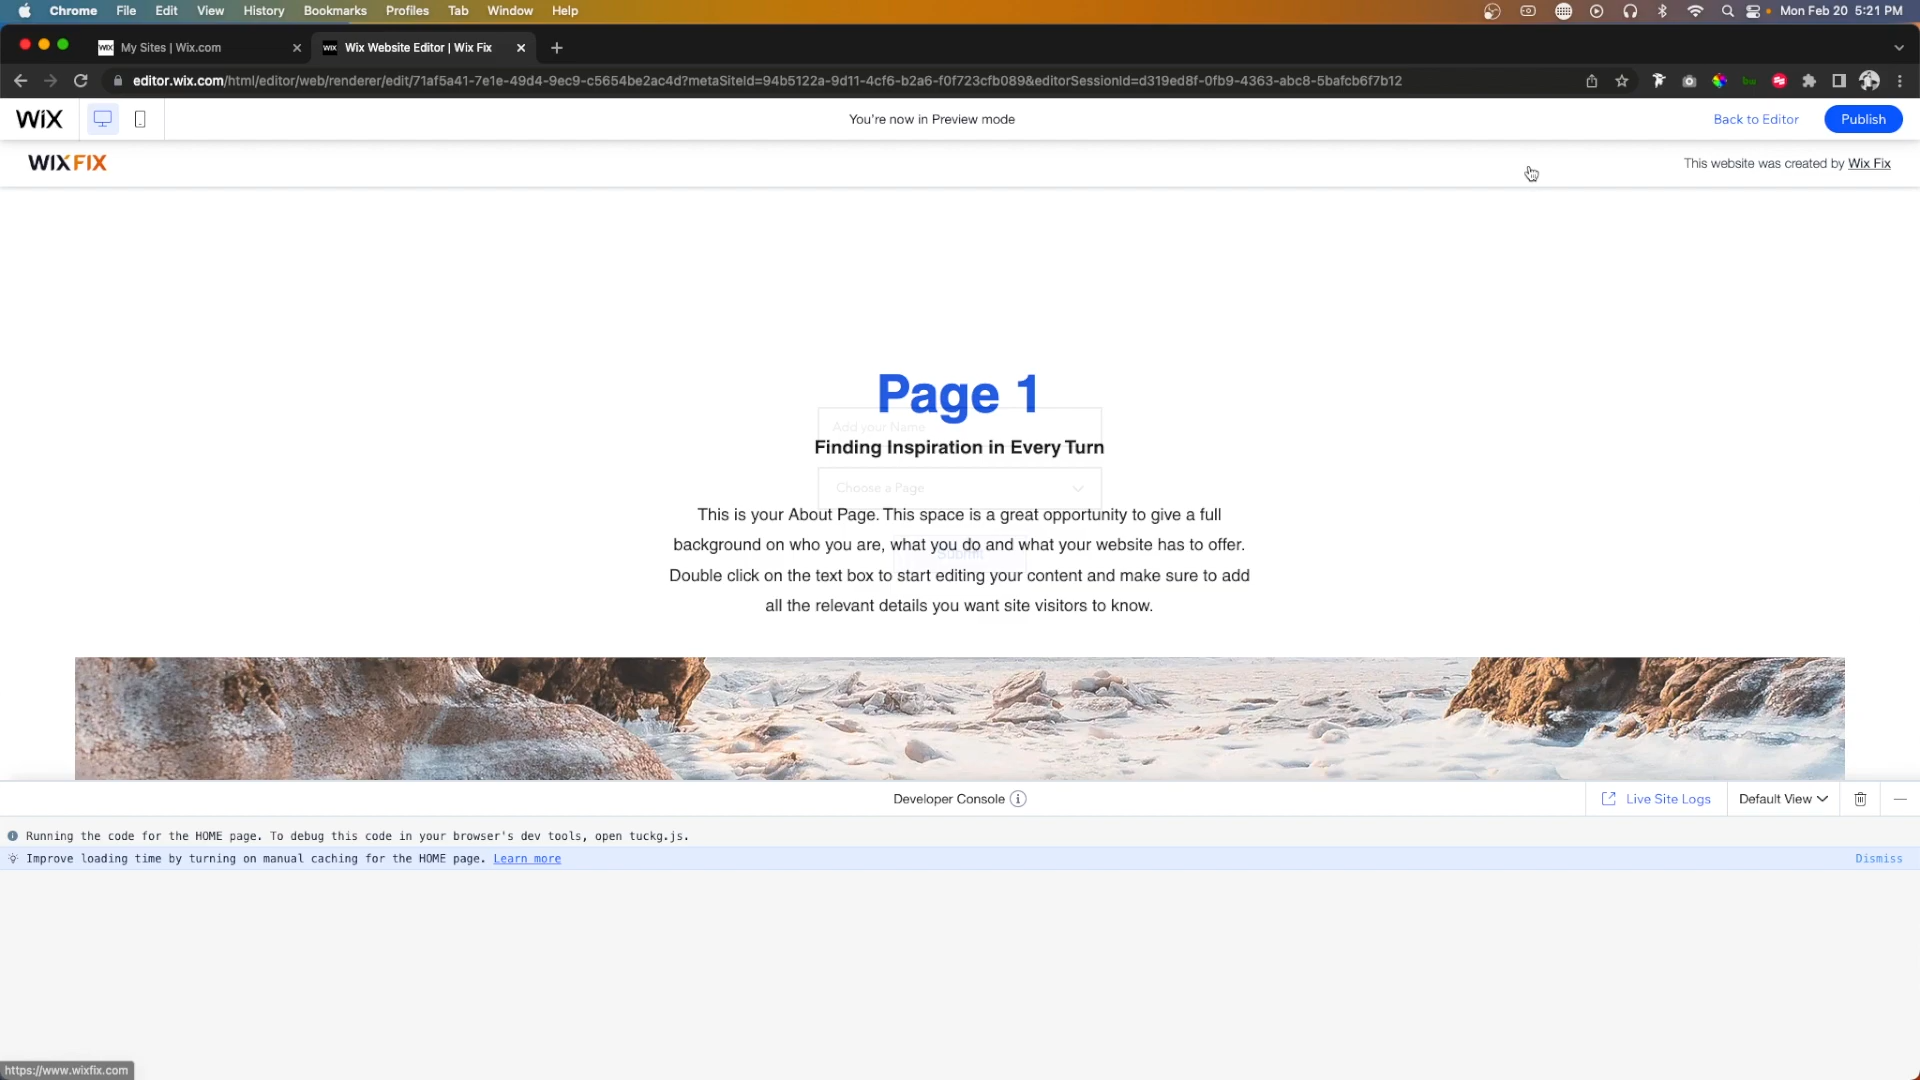 Chrome File Edit View History Bookmarks Profiles Tab Window Help Mon Feb 20 5:21 PM
WIX My Sites | Wix.com WIX Wix Website Editor | Wix Fix
editor.wix.com/html/editor/web/renderer/edit/71af5a41-7e1e-49d4-9ec9-c5654be2ac4d?metaSiteId=94b5122a-9d11-4cf6-b2a6-f0f723cfb089&editorSessionId=d319ed8f-0fb9-4363-abc8-5bafcb6f7b12
WiX You're now in Preview mode Back to Editor Publish
WIXFIX This website was created by Wix Fix
Page 1
Add your Name
Finding Inspiration in Every Turn
Choose a Page
This is your About Page. This space is a great opportunity to give a full
background on who you are, what you do and what your website has to offer.
Submit
Double click on the text box to start editing your content and make sure to add
all the relevant details you want site visitors to know.
Developer Console Live Site Logs Default View
Running the code for the HOME page. To debug this code in your browser's dev tools, open tuckg.js.
Improve loading time by turning on manual caching for the HOME page. Learn more Dismiss
https://www.wixfix.com